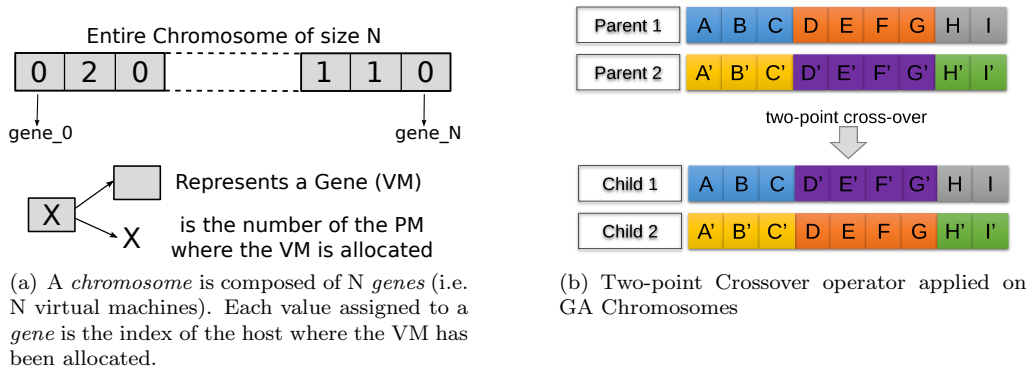 Entire Chromosome of size N
0 2 0 1 1 0
gene_0 gene_N
Represents a Gene (VM)
X
X is the number of the PM
where the VM is allocated
(a) A chromosome is composed of N genes (i.e.
N virtual machines). Each value assigned to a
gene is the index of the host where the VM has
been allocated.
Parent 1 A B C D E F G H I
Parent 2 A' B' C' D' E' F' G' H' I'
two-point cross-over
Child 1 A B C D' E' F' G' H I
Child 2 A' B' C' D E F G H' I'
(b) Two-point Crossover operator applied on
GA Chromosomes